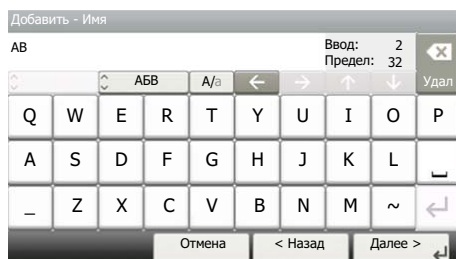 Добавить - Имя
AB Ввод: 2
Предел: 32
АБВ A/a Удал
Q W E R T Y U I O P
A S D F G H J K L
_ Z X C V B N M ~
Отмена < Назад Далее >